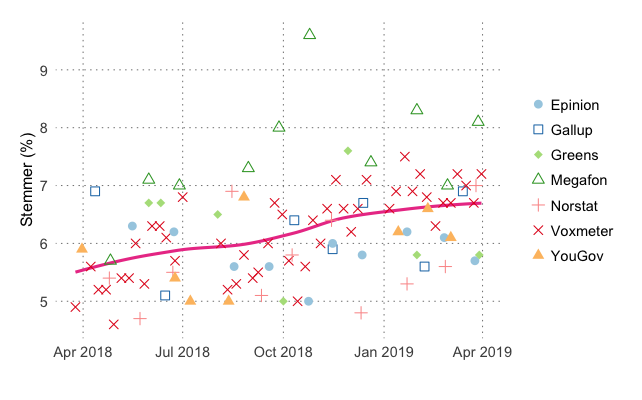 Stemmer (%)
9
8
7
6
5
Apr 2018 Jul 2018 Oct 2018 Jan 2019 Apr 2019
Epinion
Gallup
Greens
Megafon
Norstat
Voxmeter
YouGov